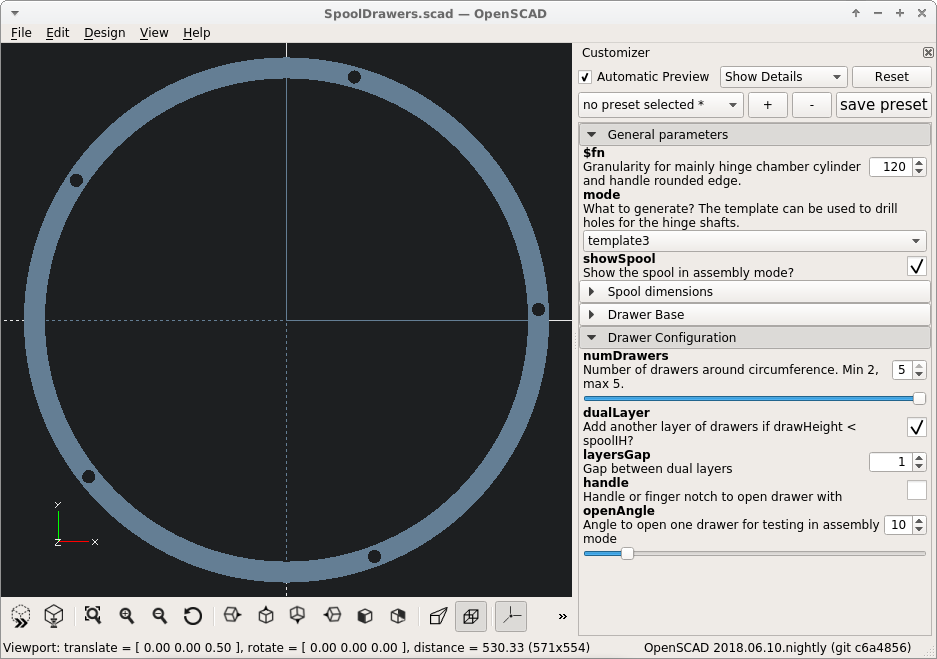 SpoolDrawers.scad — OpenSCAD
File Edit Design View Help
Customizer
Automatic Preview Show Details Reset
no preset selected * + - save preset
General parameters
$fn
Granularity for mainly hinge chamber cylinder
and handle rounded edge.
120
mode
What to generate? The template can be used to drill
holes for the hinge shafts.
template3
showSpool
Show the spool in assembly mode?
Spool dimensions
Drawer Base
Drawer Configuration
numDrawers
Number of drawers around circumference. Min 2,
max 5.
5
dualLayer
Add another layer of drawers if drawHeight <
spoolIH?
layersGap
Gap between dual layers
1
handle
Handle or finger notch to open drawer with
openAngle
Angle to open one drawer for testing in assembly
mode
10
Y
Z X
»
Viewport: translate = [ 0.00 0.00 0.50 ], rotate = [ 0.00 0.00 0.00 ], distance = 530.33 (571x554) OpenSCAD 2018.06.10.nightly (git c6a4856)